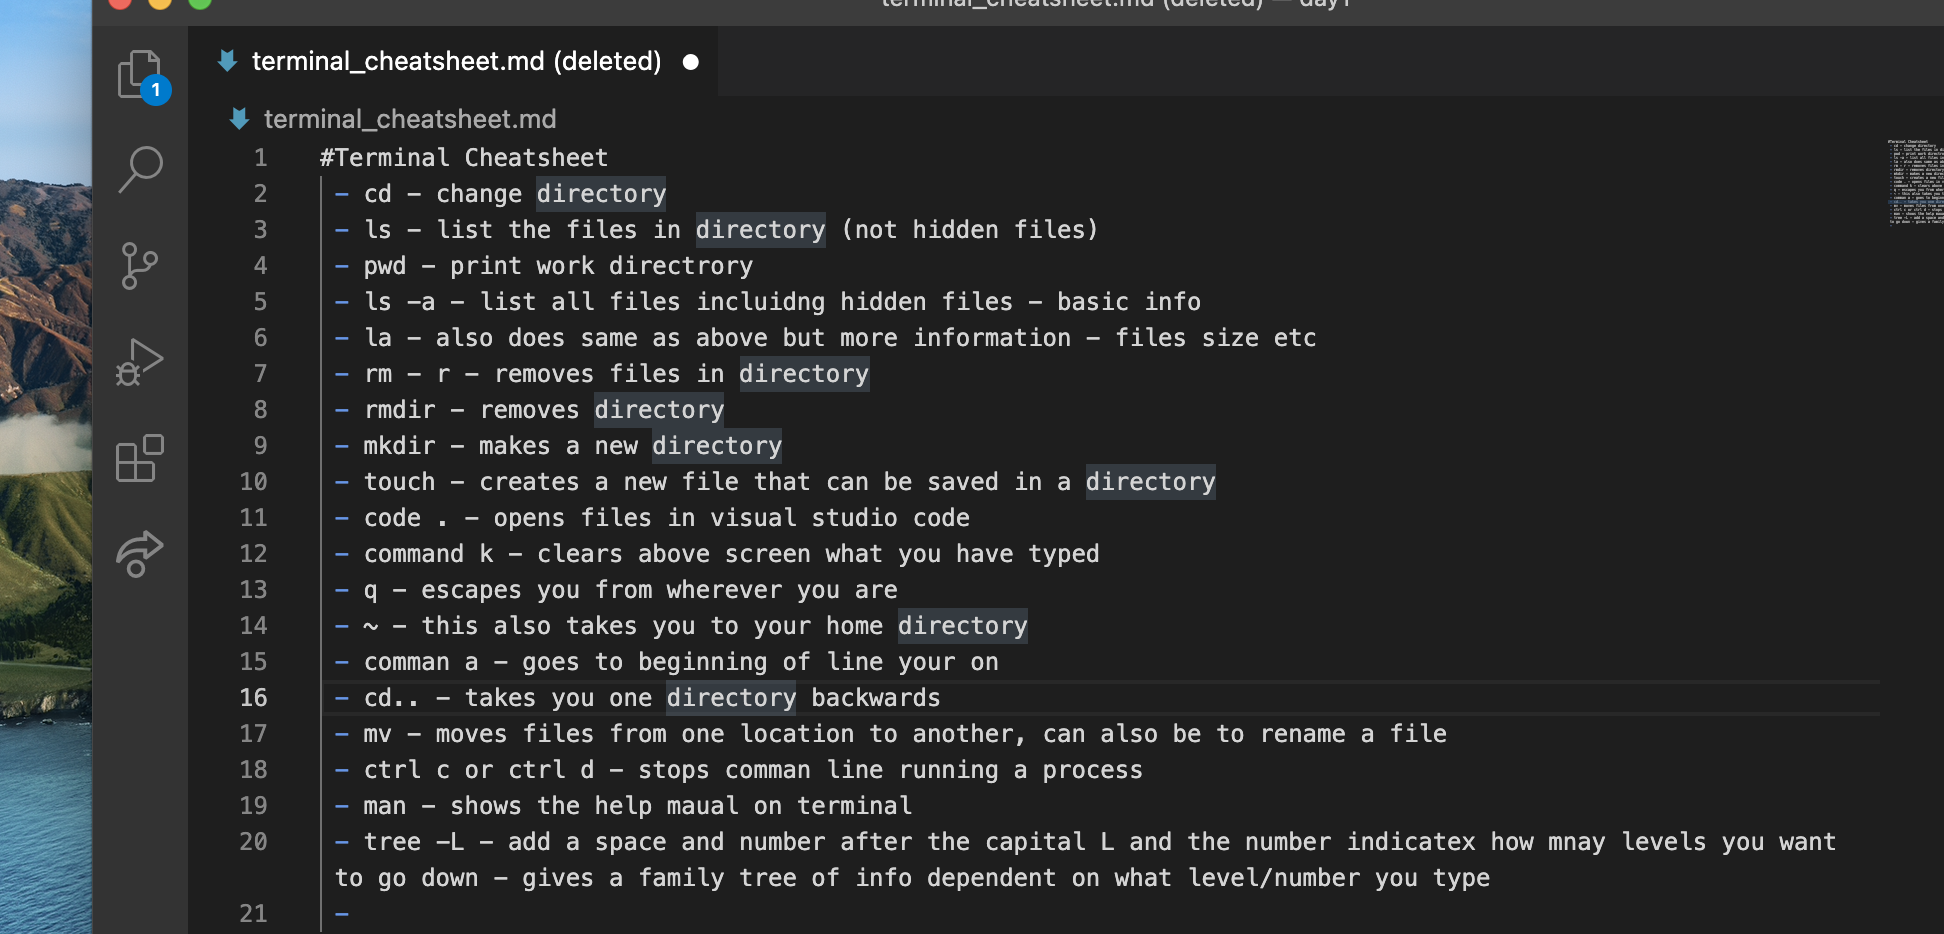 terminal_cheatsheet.md (deleted) — day1
terminal_cheatsheet.md (deleted)
1
terminal_cheatsheet.md
1 #Terminal Cheatsheet
2 - cd - change directory
3 - ls - list the files in directory (not hidden files)
4 - pwd - print work directrory
5 - ls -a - list all files incluidng hidden files - basic info
6 - la - also does same as above but more information - files size etc
7 - rm - r - removes files in directory
8 - rmdir - removes directory
9 - mkdir - makes a new directory
10 - touch - creates a new file that can be saved in a directory
11 - code . - opens files in visual studio code
12 - command k - clears above screen what you have typed
13 - q - escapes you from wherever you are
14 - ~ - this also takes you to your home directory
15 - comman a - goes to beginning of line your on
16 - cd.. - takes you one directory backwards
17 - mv - moves files from one location to another, can also be to rename a file
18 - ctrl c or ctrl d - stops comman line running a process
19 - man - shows the help maual on terminal
20 - tree -L - add a space and number after the capital L and the number indicatex how mnay levels you want
to go down - gives a family tree of info dependent on what level/number you type
21 -